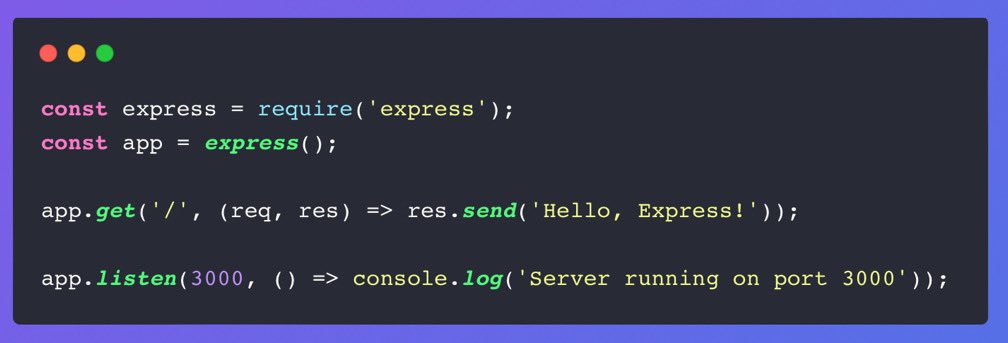 const express = require('express');
const app = express();
app.get('/', (req, res) => res.send('Hello, Express!'));
app.listen(3000, () => console.log('Server running on port 3000'));